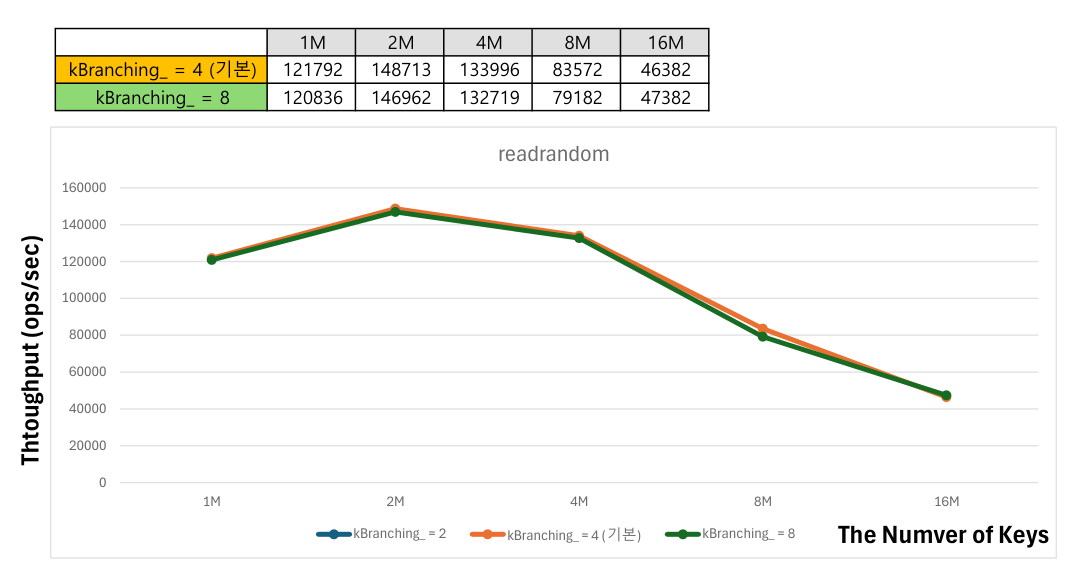 1M 2M 4M 8M 16M
kBranching_ = 4 (기본) 121792 148713 133996 83572 46382
kBranching_ = 8 120836 146962 132719 79182 47382
readrandom
Thtoughput (ops/sec)
160000
140000
120000
100000
80000
60000
40000
20000
0
1M 2M 4M 8M 16M
kBranching_ = 2 kBranching_ = 4 (기본) kBranching_ = 8
The Numver of Keys